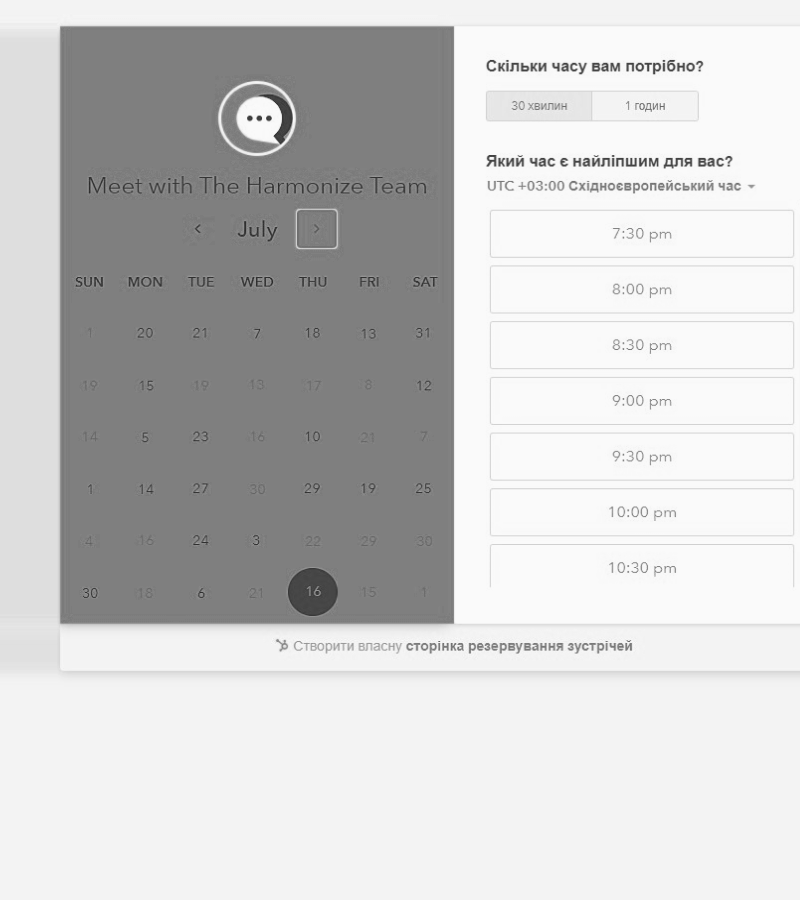 Meet with The Harmonize Team
July
SUN MON TUE WED THU FRI SAT
1 20 21 7 18 13 31
19 15 19 13 17 8 12
14 5 23 16 10 21 7
1 14 27 30 29 19 25
4 16 24 3 22 29 30
30 18 6 21 16 15 1
Скільки часу вам потрібно?
30 хвилин 1 годин
Який час є найліпшим для вас?
UTC +03:00 Східноєвропейський час
7:30 pm
8:00 pm
8:30 pm
9:00 pm
9:30 pm
10:00 pm
10:30 pm
Створити власну сторінка резервування зустрічей